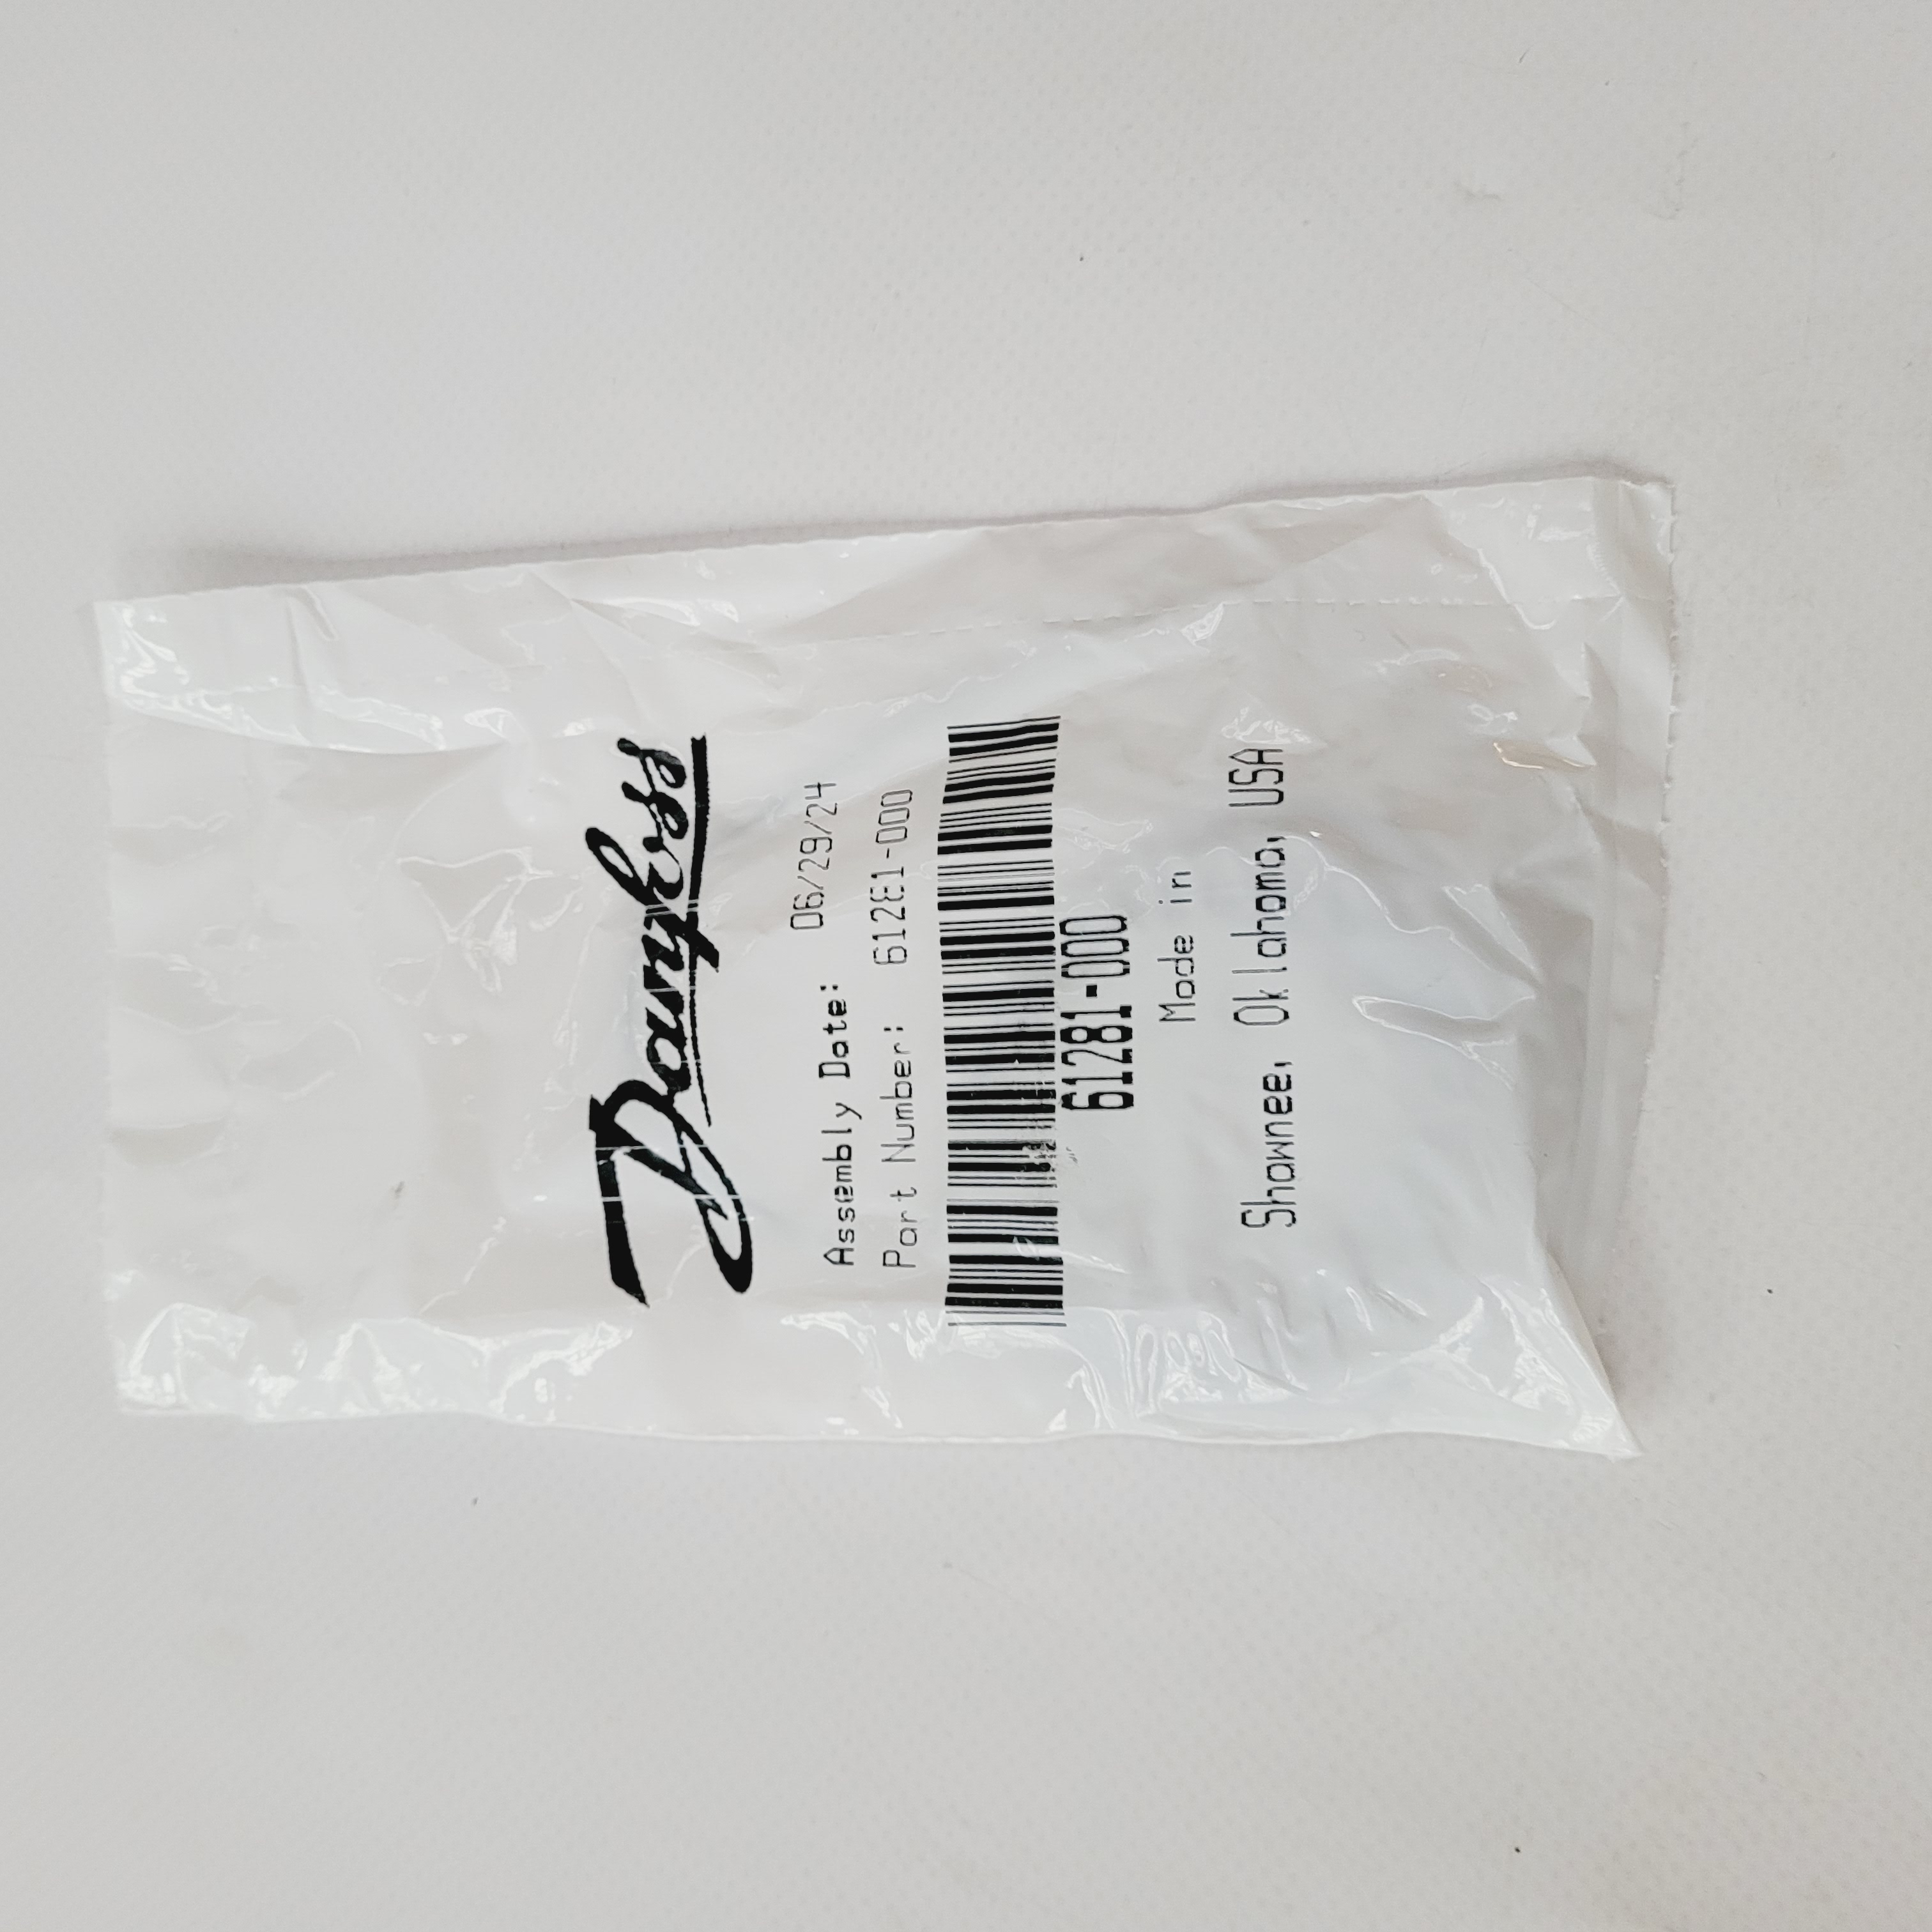 Danfoss
Assembly Date: 06/29/24
Part Number: 61281-000
61281-000
Made in
Shawnee, Oklahoma, USA